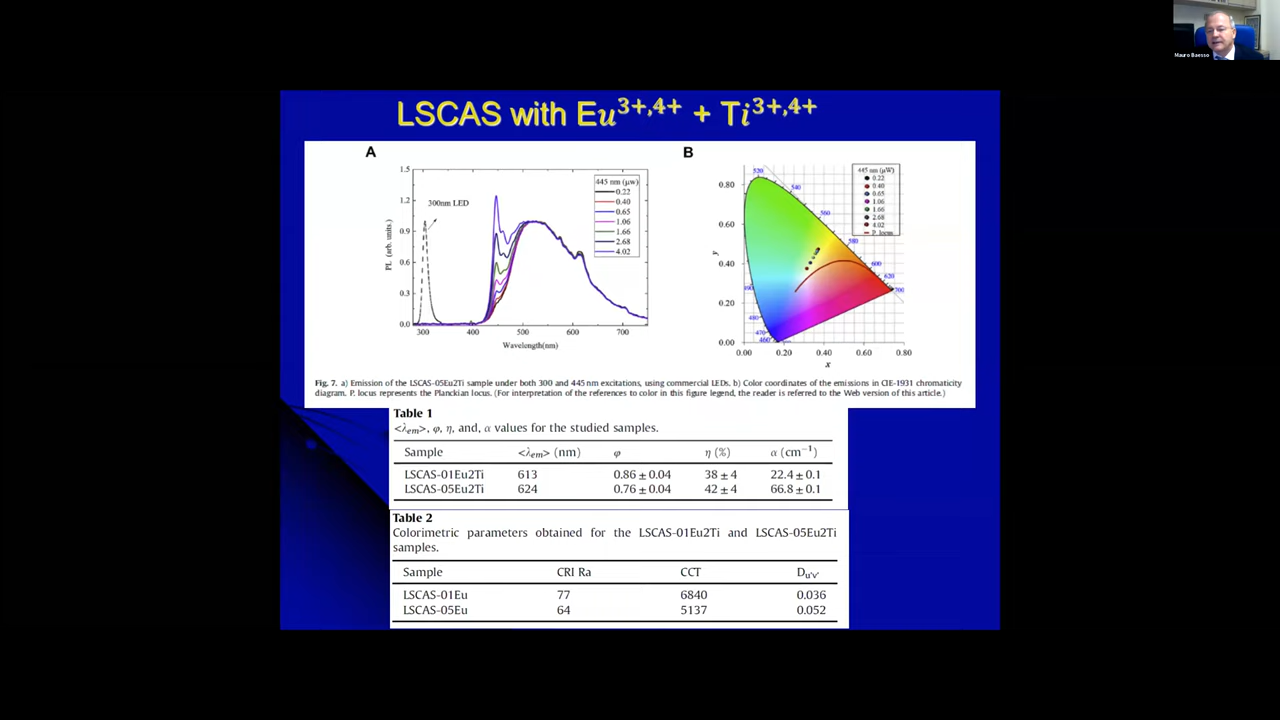 Mauro Baesso
LSCAS with Eu³⁺,⁴⁺ + Ti³⁺,⁴⁺
A
B
PL (arb. units.)
1.5
1.2
0.9
0.6
0.3
0.0
300nm LED
445 nm (μw)
0.22
0.40
0.65
1.06
1.66
2.68
4.02
300
400
500
600
700
Wavelength(nm)
y
0.80
0.60
0.40
0.20
0.00
520
540
560
580
600
620
700
480
470
460
445 nm (μW)
0.22
0.40
0.65
1.06
1.66
2.68
4.02
P. locus
0.00
0.20
0.40
0.60
0.80
x
Fig. 7. a) Emission of the LSCAS-05Eu2Ti sample under both 300 and 445 nm excitations, using commercial LEDs. b) Color coordinates of the emissions in CIE-1931 chromaticity
diagram. P. locus represents the Planckian locus. (For interpretation of the references to color in this figure legend, the reader is referred to the Web version of this article.)
Table 1
<λem>, φ, η, and, α values for the studied samples.
Sample <λem> (nm) φ η (%) α (cm⁻¹)
LSCAS-01Eu2Ti 613 0.86 ± 0.04 38 ± 4 22.4 ± 0.1
LSCAS-05Eu2Ti 624 0.76 ± 0.04 42 ± 4 66.8 ± 0.1
Table 2
Colorimetric parameters obtained for the LSCAS-01Eu2Ti and LSCAS-05Eu2Ti
samples.
Sample CRI Ra CCT Du'v'
LSCAS-01Eu 77 6840 0.036
LSCAS-05Eu 64 5137 0.052